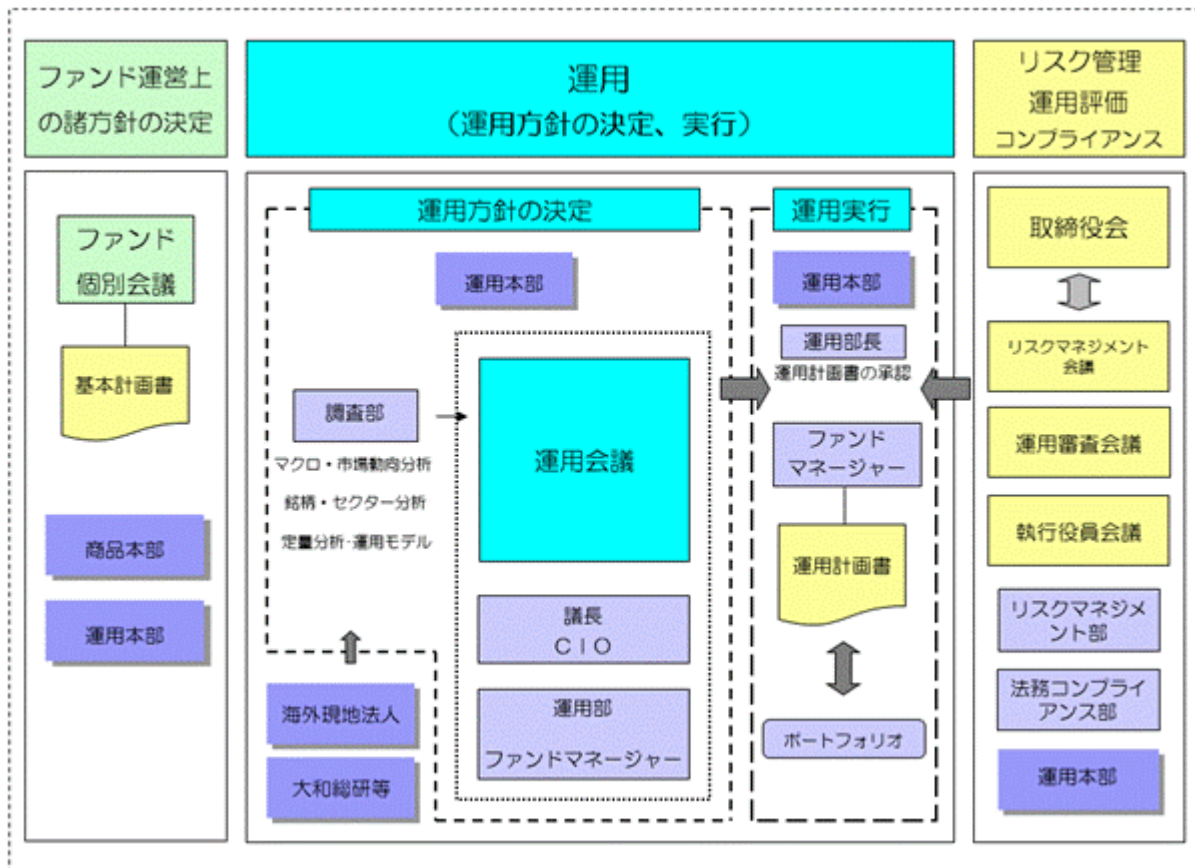 ファンド運営上
の諸方針の決定
運用
（運用方針の決定、実行）
リスク管理
運用評価
コンプライアンス
ファンド
個別会議
基本計画書
商品本部
運用本部
運用方針の決定
運用本部
調査部
マクロ・市場動向分析
銘柄・セクター分析
定量分析・運用モデル
運用会議
議長
ＣＩＯ
運用部
ファンドマネージャー
海外現地法人
大和総研等
運用実行
運用本部
運用部長
運用計画書の承認
ファンド
マネージャー
運用計画書
ポートフォリオ
取締役会
リスクマネジメント
会議
運用審査会議
執行役員会議
リスクマネジメ
ント部
法務コンプライ
アンス部
運用本部